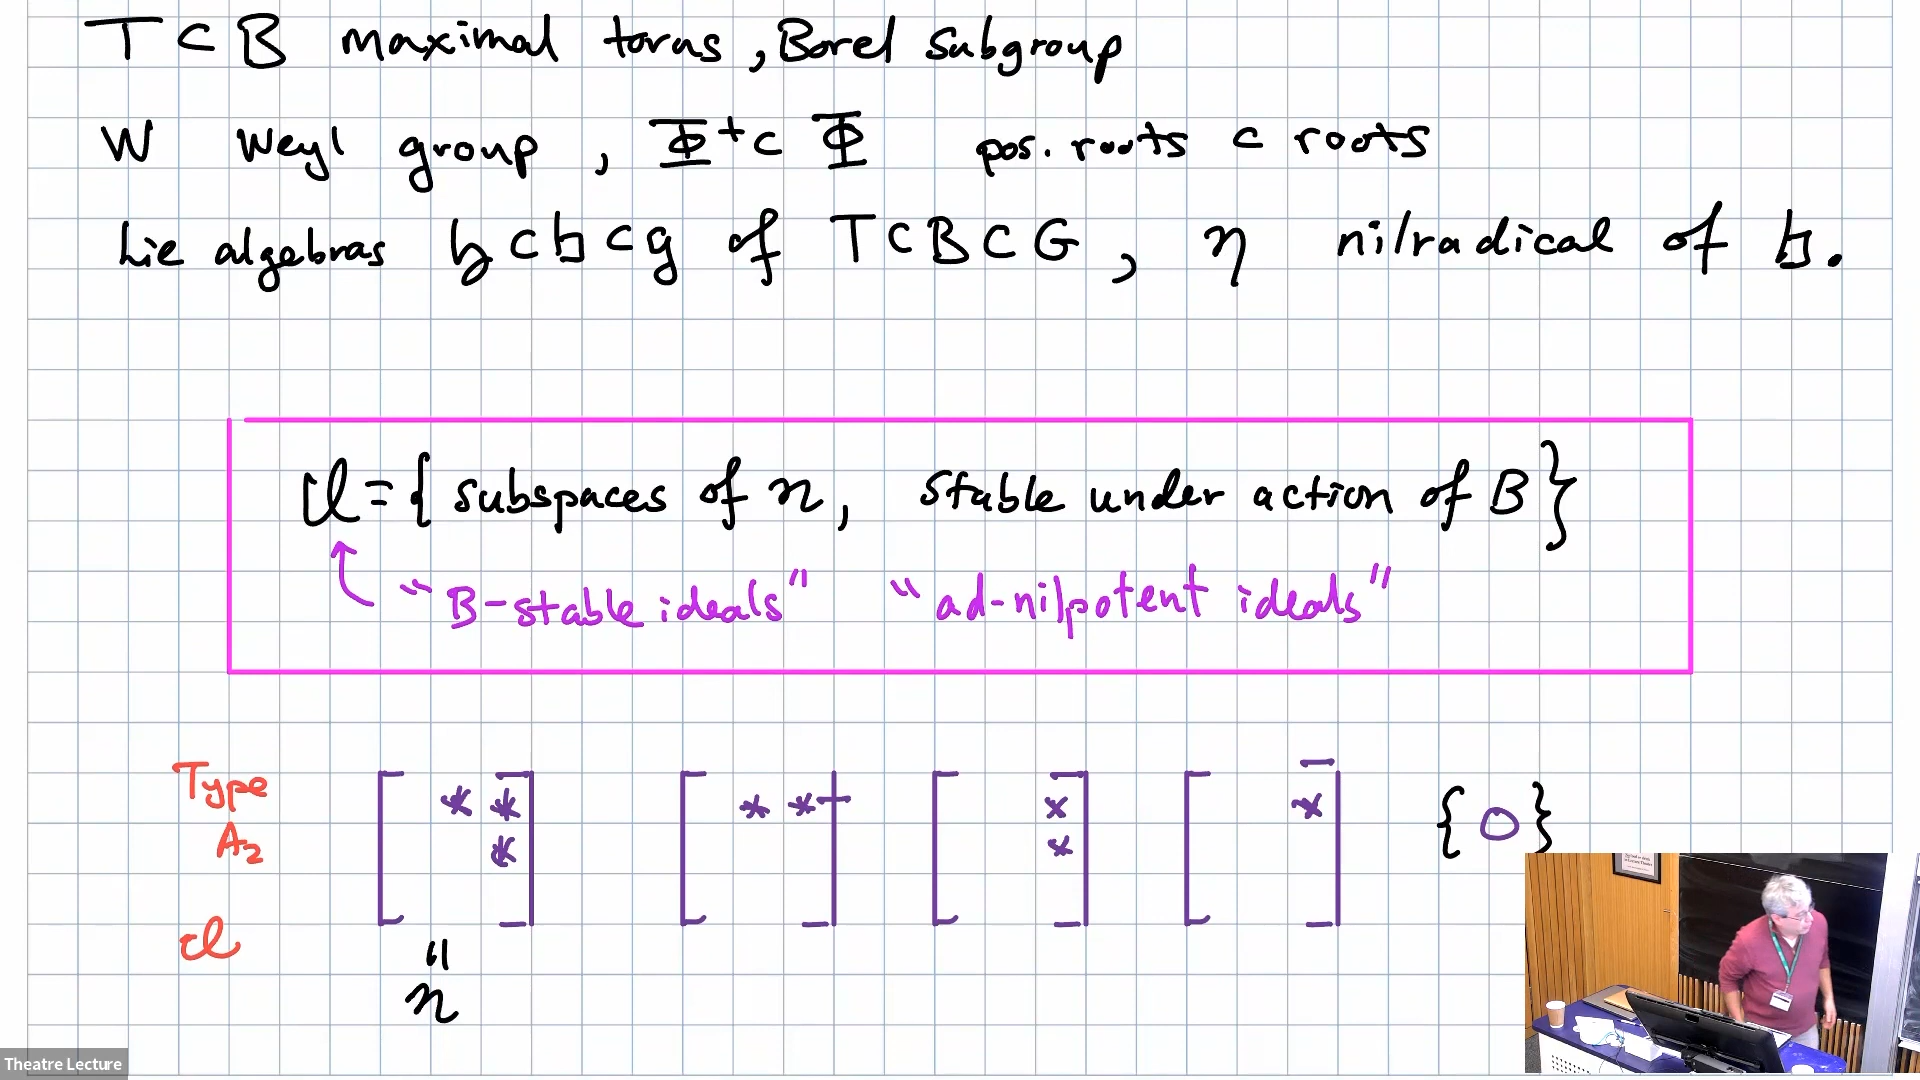 T ⊂ B maximal torus, Borel subgroup
W Weyl group, Φ⁺ ⊂ Φ pos. roots ⊂ roots
Lie algebras 𝔥 ⊂ 𝔟 ⊂ 𝔤 of T ⊂ B ⊂ G, η nilradical of 𝔟.
𝓘 = { subspaces of n, stable under action of B }
"B-stable ideals" "ad-nilpotent ideals"
Type
A₂
[ * * * ] [ * * ] [ * * ] [ * ] { 0 }
𝓘
"
n
Theatre Lecture